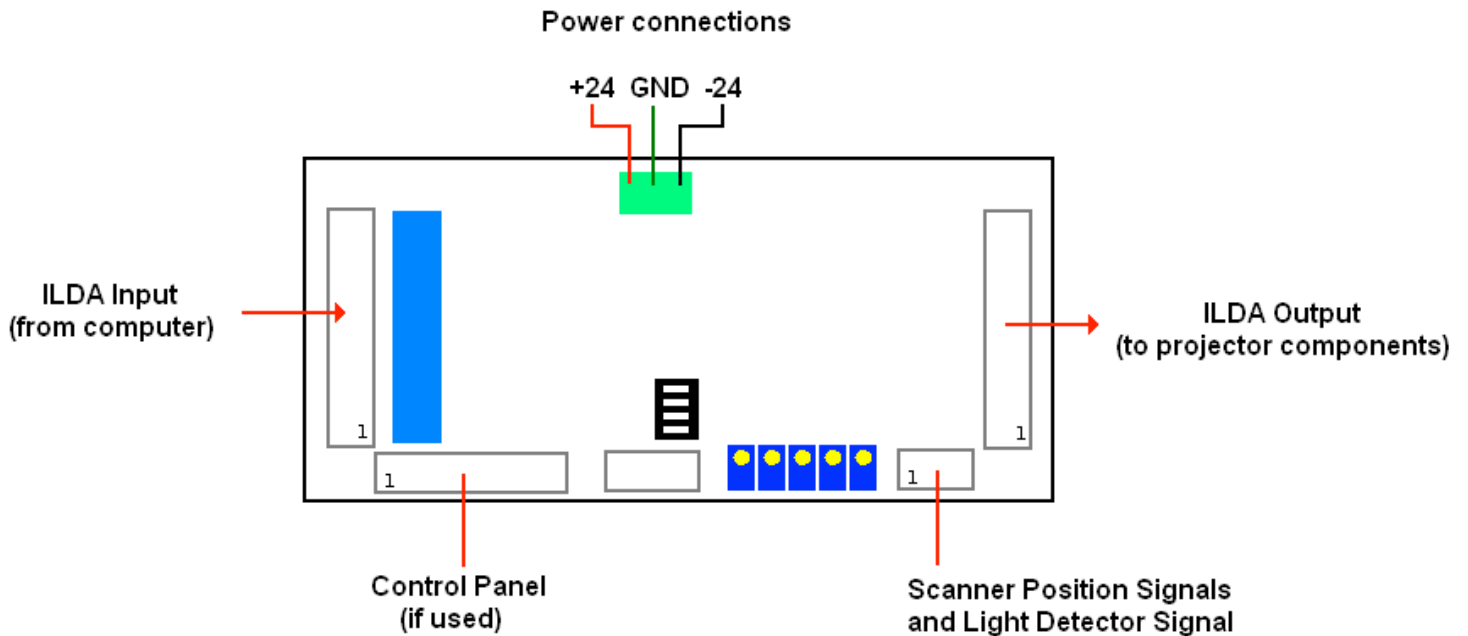 Power connections
+24 GND -24
ILDA Input
(from computer)
ILDA Output
(to projector components)
1
1
1
1
Control Panel
(if used)
Scanner Position Signals
and Light Detector Signal